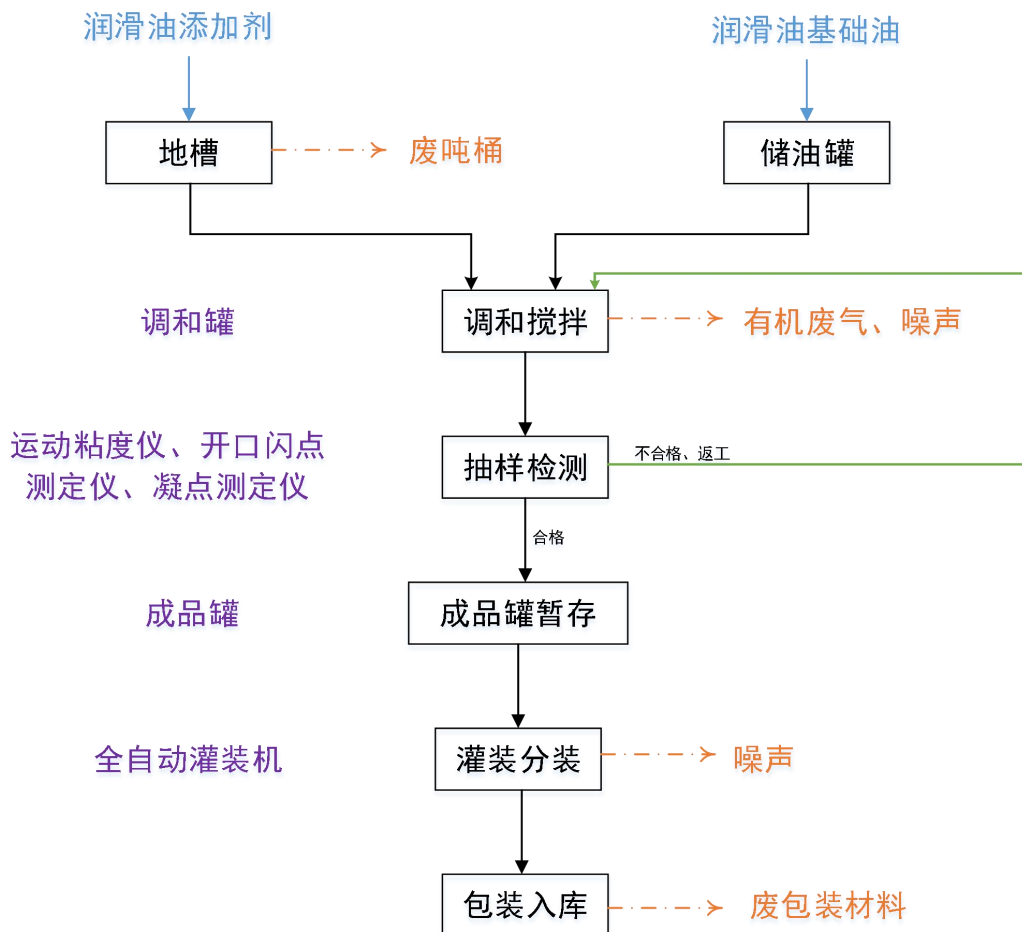 润滑油添加剂
润滑油基础油
地槽
废吨桶
储油罐
调和罐
调和搅拌
有机废气、噪声
运动粘度仪、开口闪点
测定仪、凝点测定仪
抽样检测
不合格、返工
合格
成品罐
成品罐暂存
全自动灌装机
灌装分装
噪声
包装入库
废包装材料